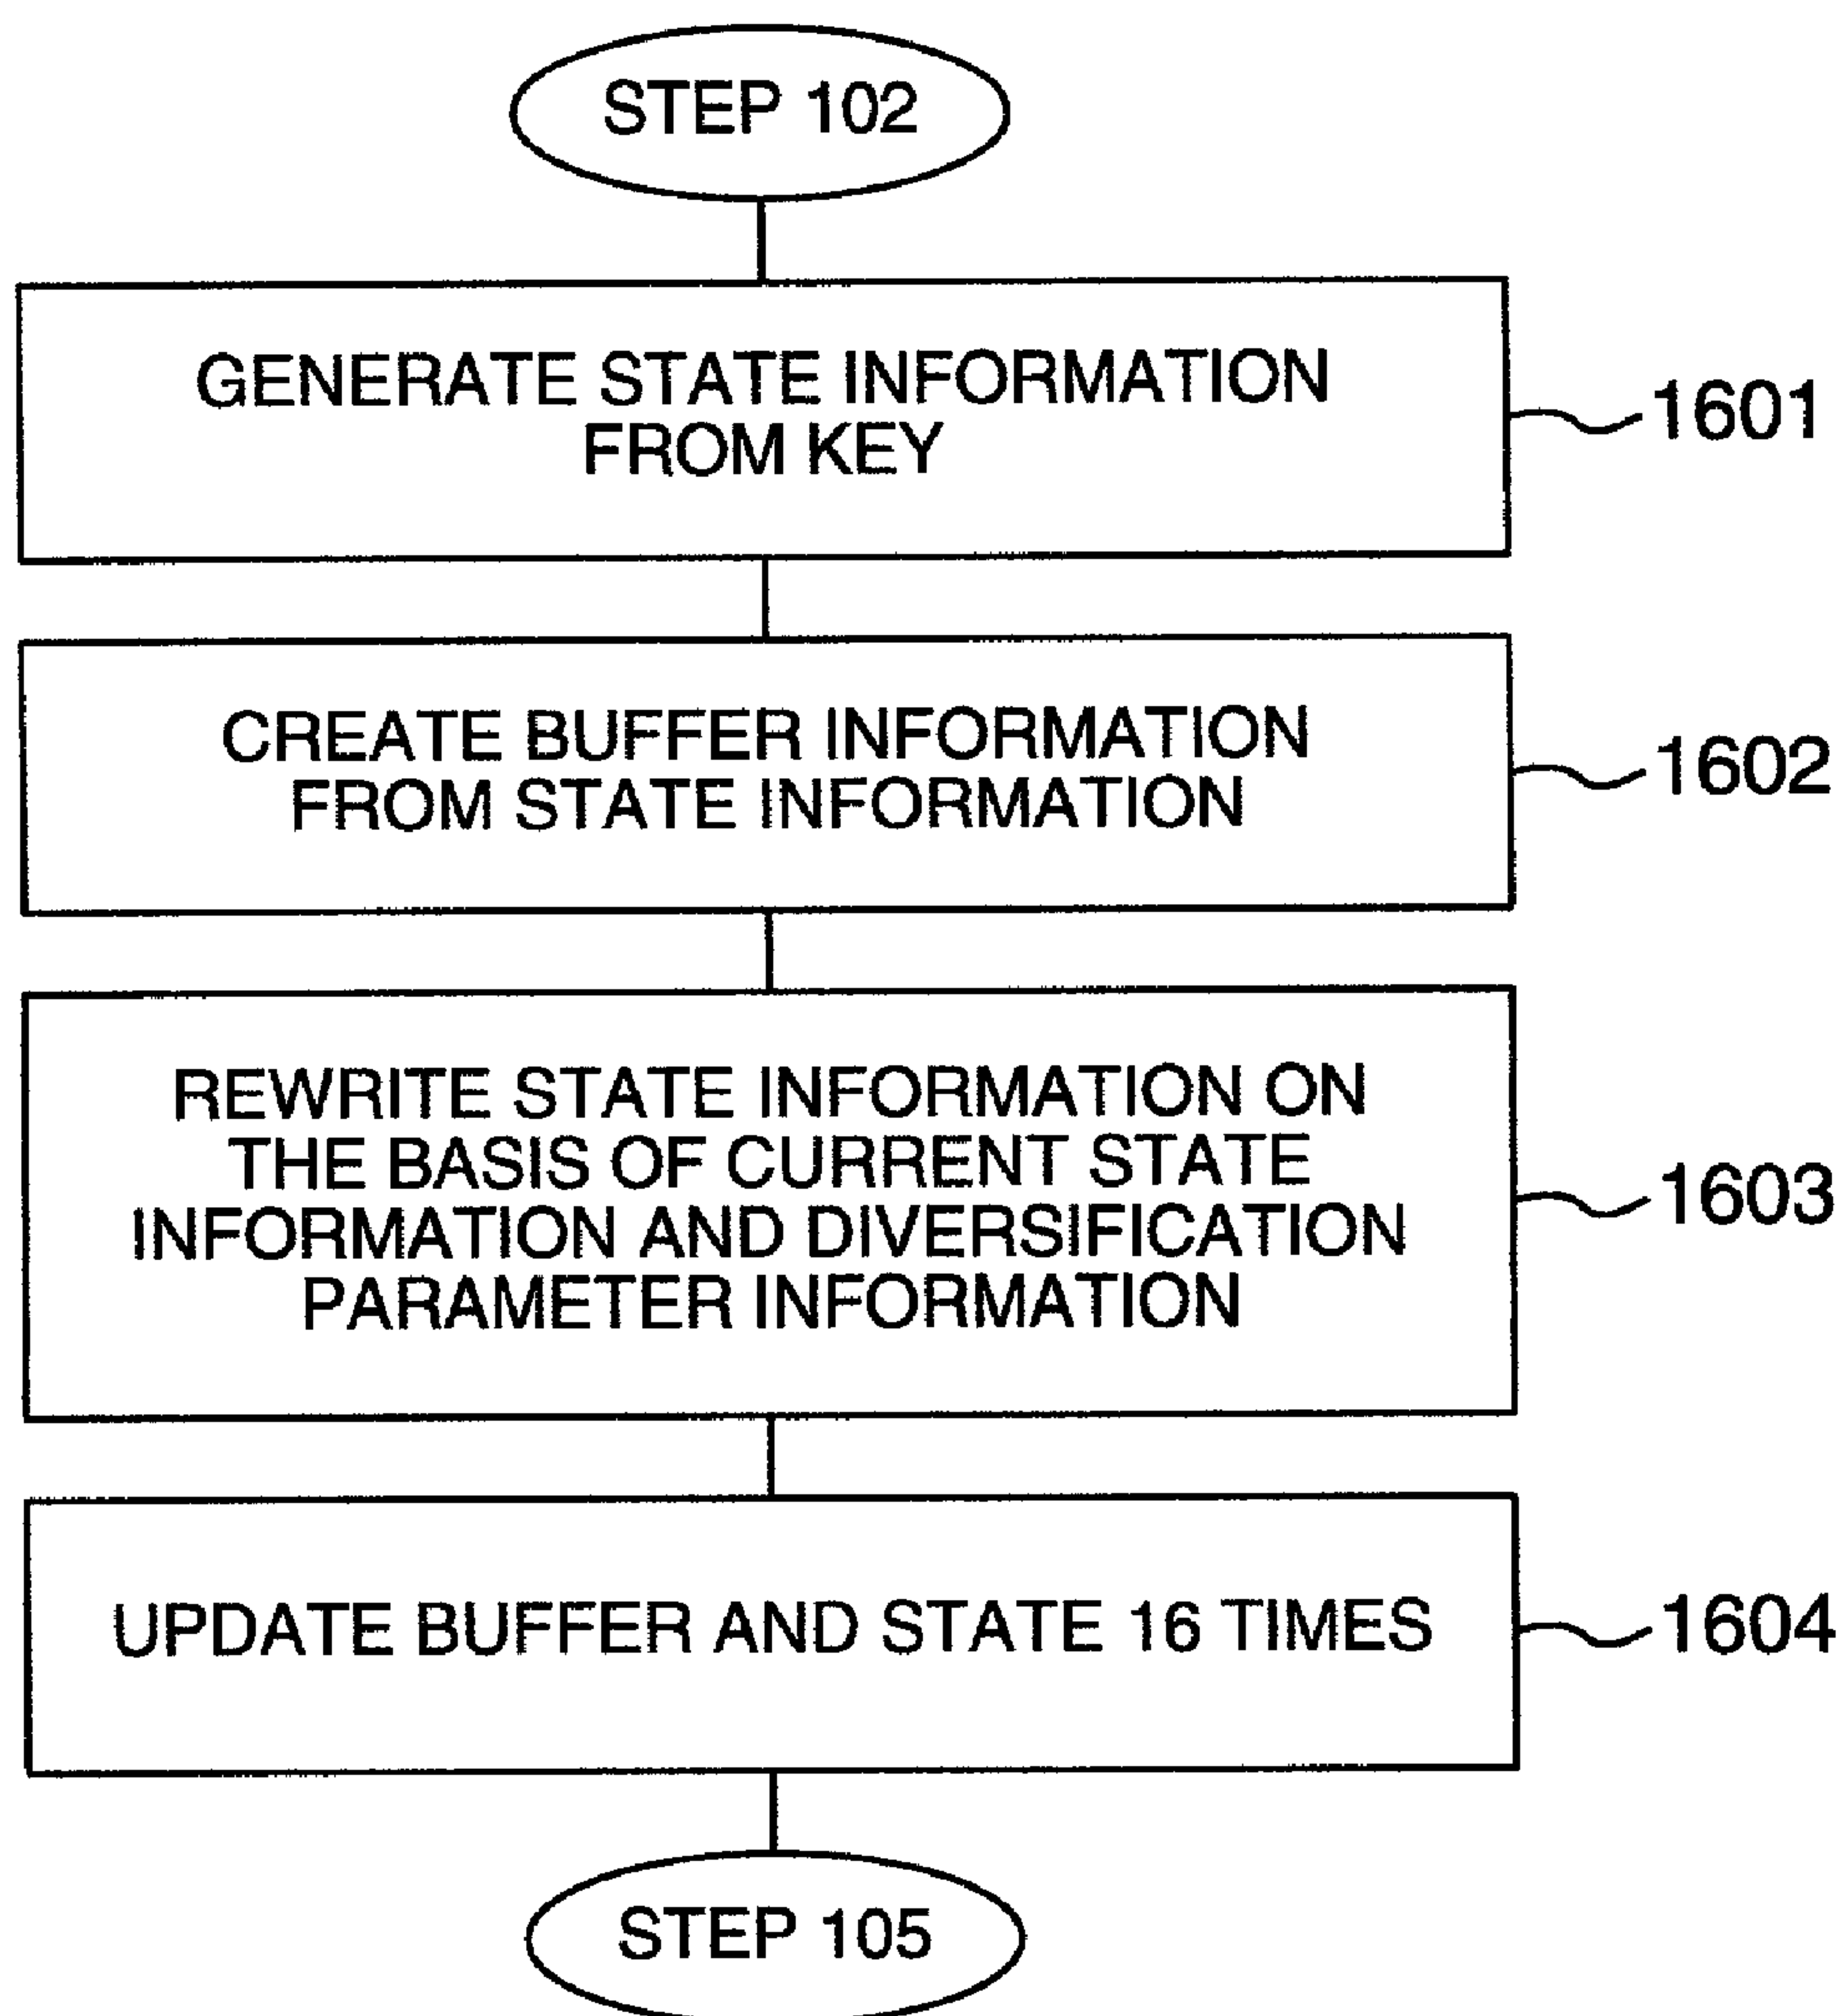 STEP 102
GENERATE STATE INFORMATION
FROM KEY
1601
CREATE BUFFER INFORMATION
FROM STATE INFORMATION
1602
REWRITE STATE INFORMATION ON
THE BASIS OF CURRENT STATE
INFORMATION AND DIVERSIFICATION
PARAMETER INFORMATION
1603
UPDATE BUFFER AND STATE 16 TIMES
1604
STEP 105